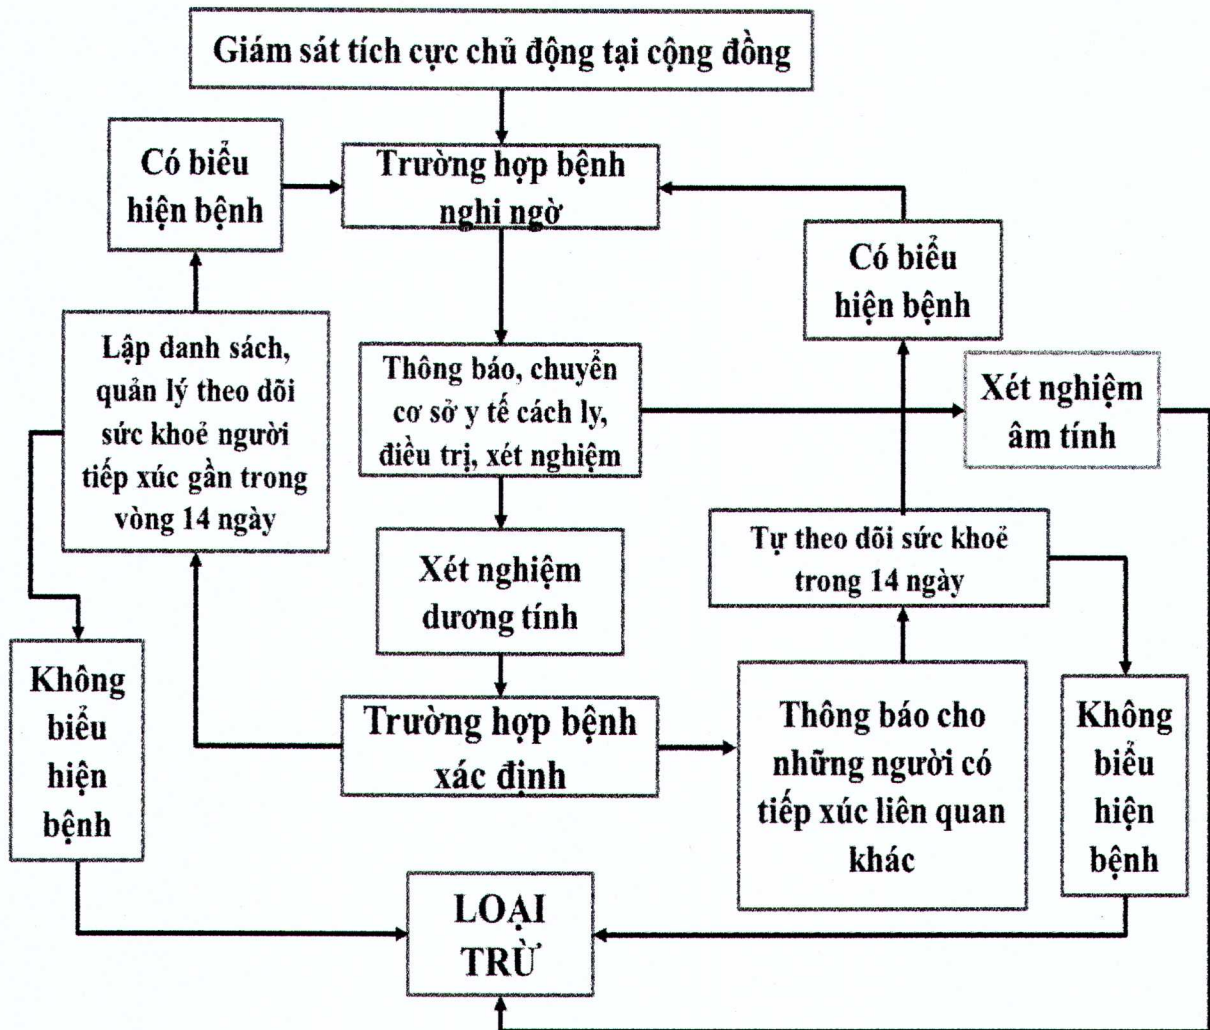 Giám sát tích cực chủ động tại cộng đồng
Có biểu
hiện bệnh
Trường hợp bệnh
nghi ngờ
Có biểu
hiện bệnh
Lập danh sách,
quản lý theo dõi
sức khoẻ người
tiếp xúc gần trong
vòng 14 ngày
Thông báo, chuyển
cơ sở y tế cách ly,
điều trị, xét nghiệm
Xét nghiệm
âm tính
Xét nghiệm
dương tính
Tự theo dõi sức khoẻ
trong 14 ngày
Không
biểu
hiện
bệnh
Trường hợp bệnh
xác định
Thông báo cho
những người có
tiếp xúc liên quan
khác
Không
biểu
hiện
bệnh
LOẠI
TRỪ